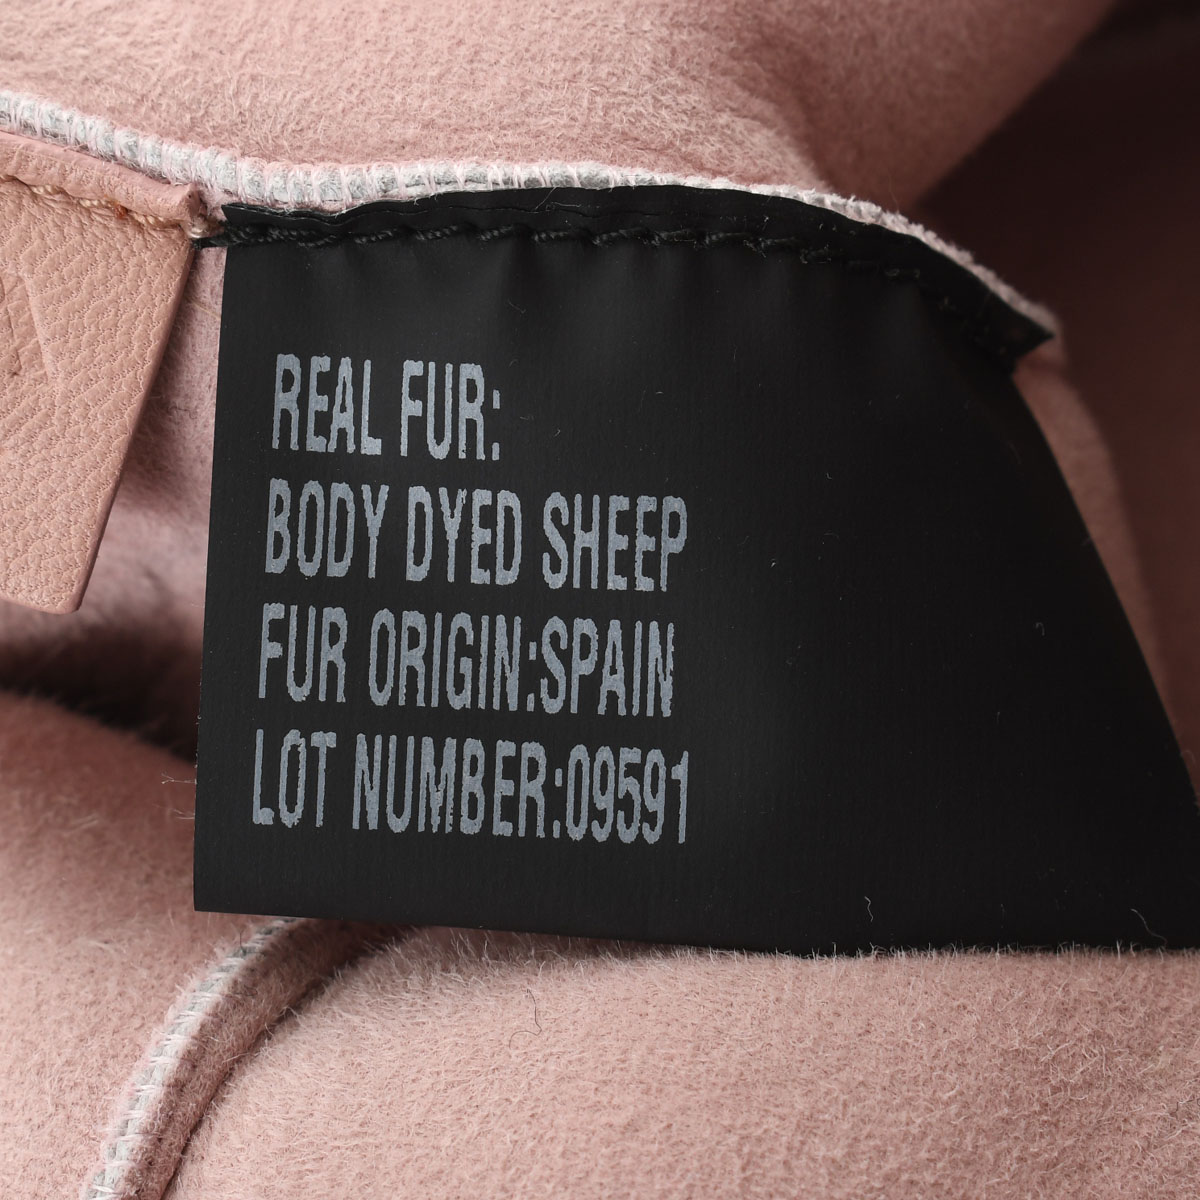 REAL FUR:
BODY DYED SHEEP
FUR ORIGIN:SPAIN
LOT NUMBER:09591